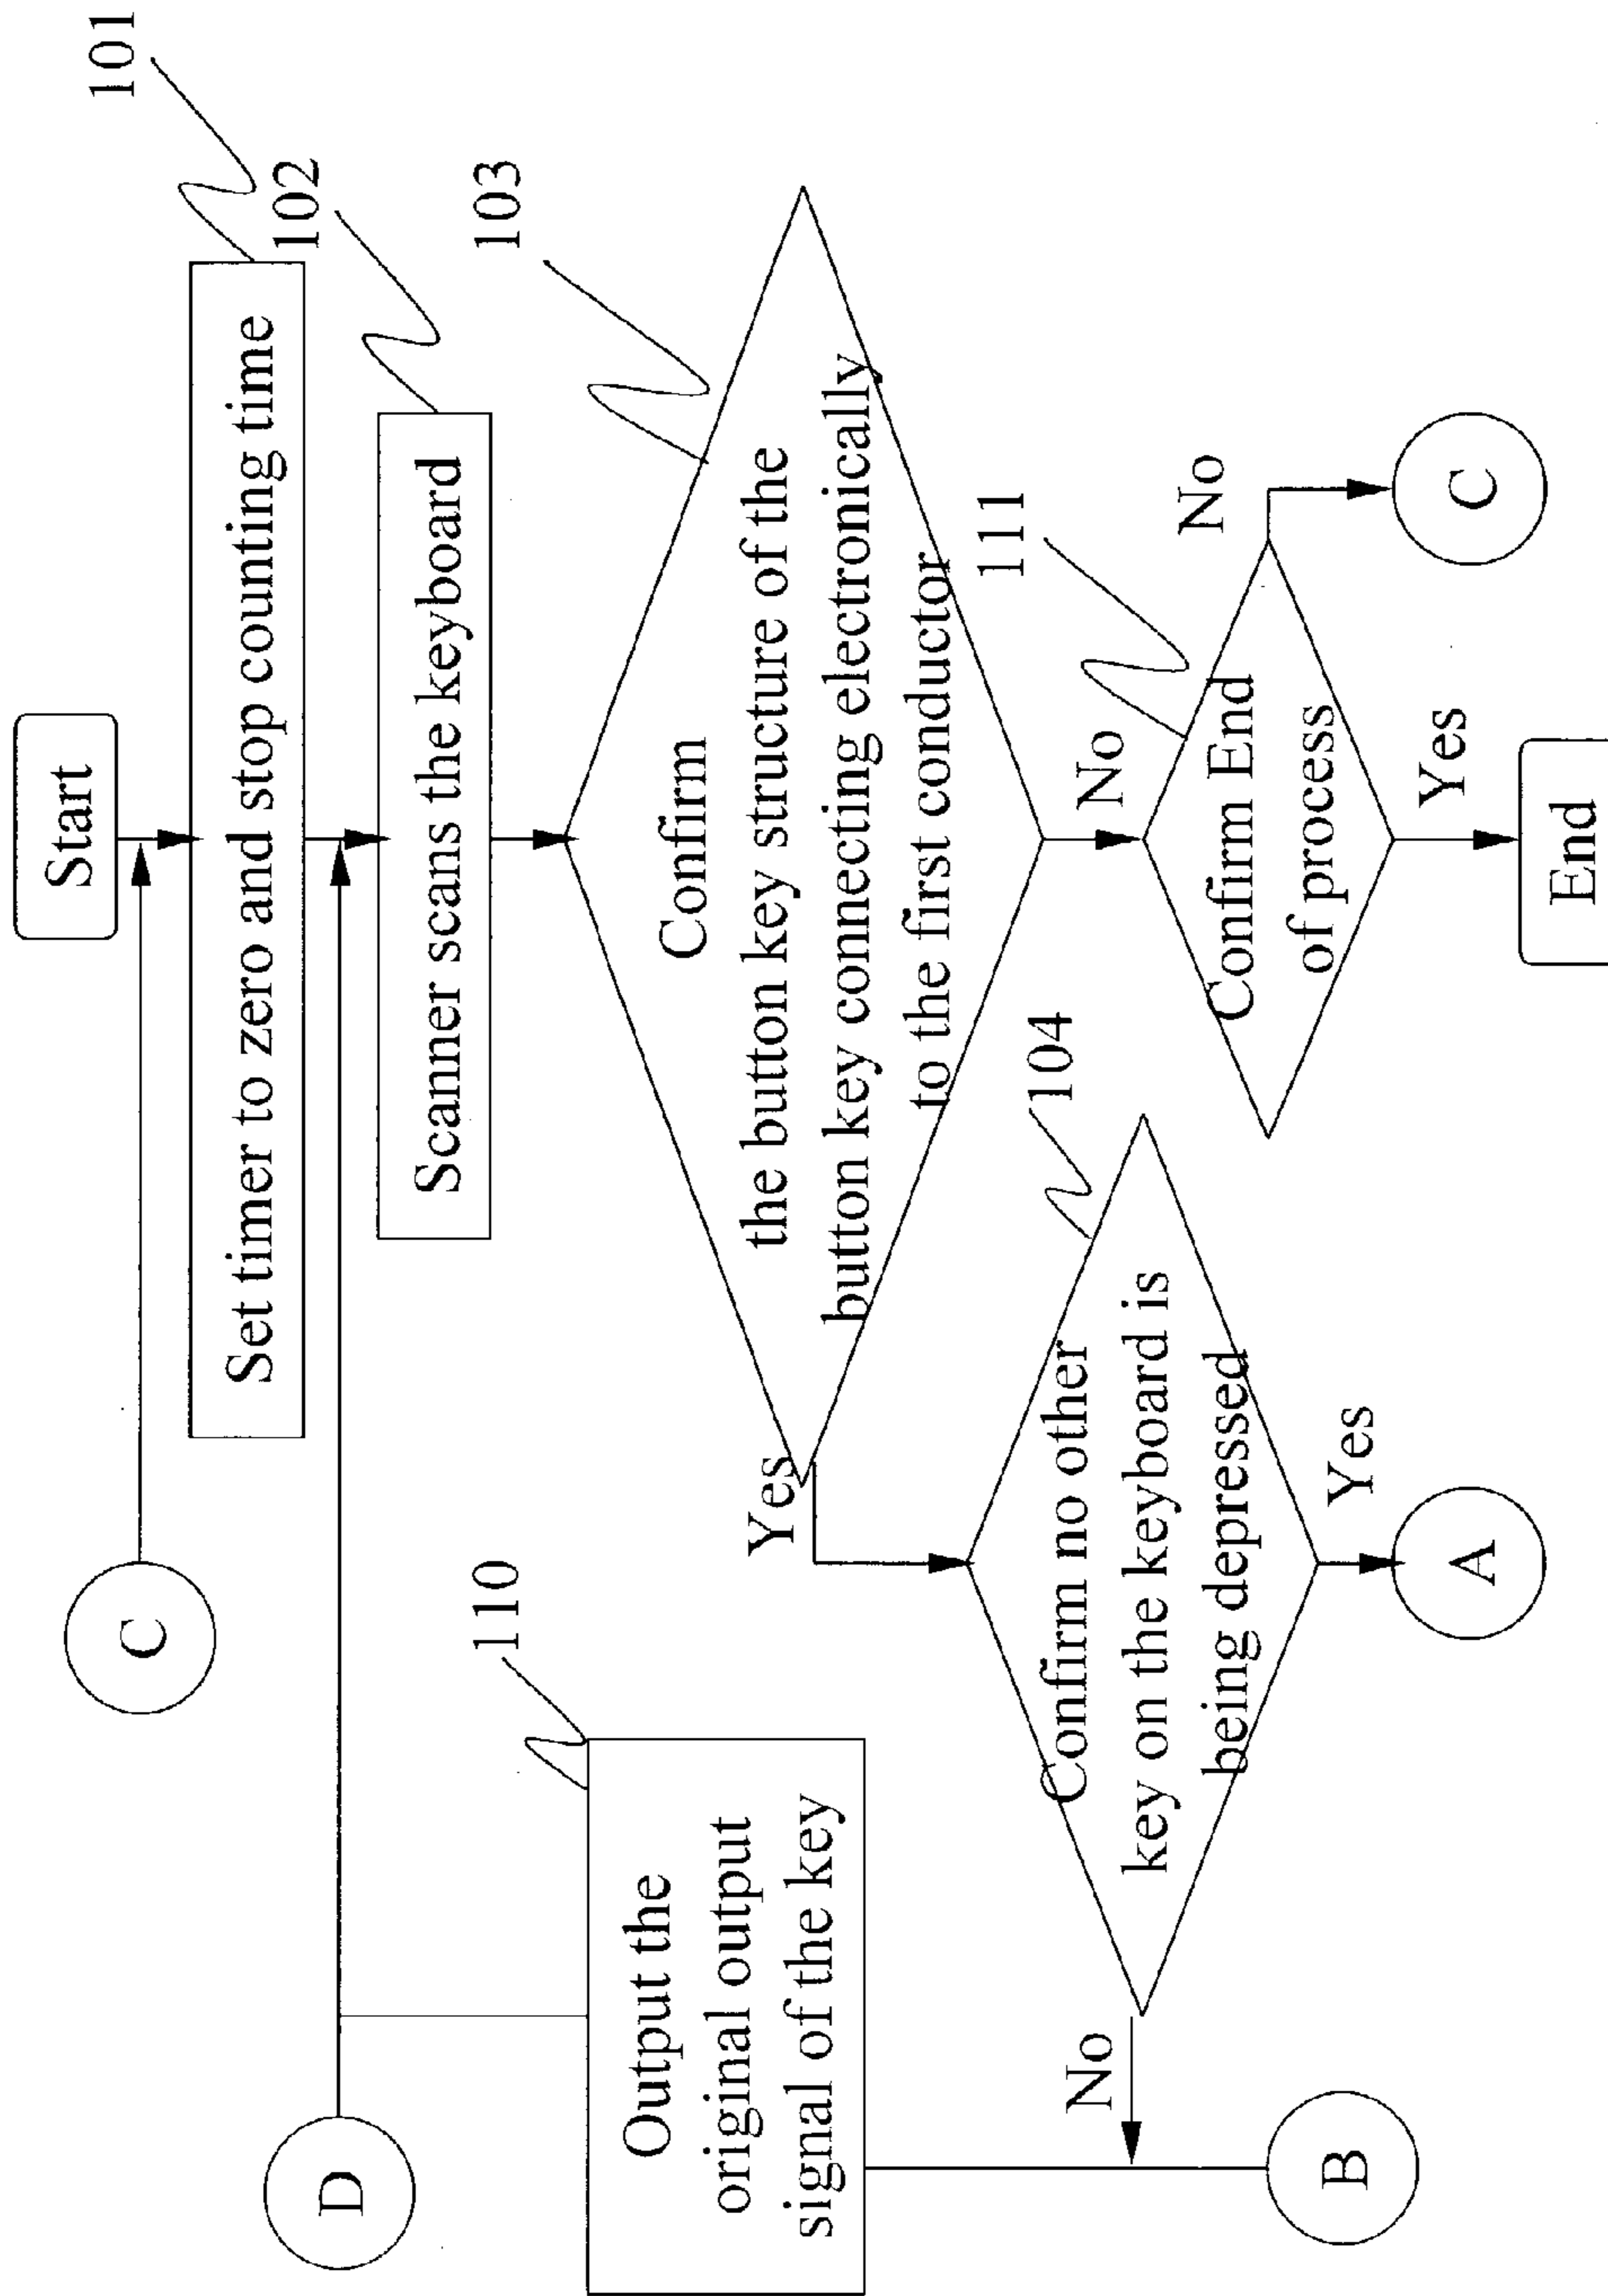 Start
C
101
Set timer to zero and stop counting time
D
102
Scanner scans the keyboard
103
Confirm
the button key structure of the
button key connecting electronically
to the first conductor
110
Output the
original output
signal of the key
Yes
No
104
Confirm no other
key on the keyboard is
being depressed
111
Confirm End
of process
No
No
Yes
Yes
B
A
C
End